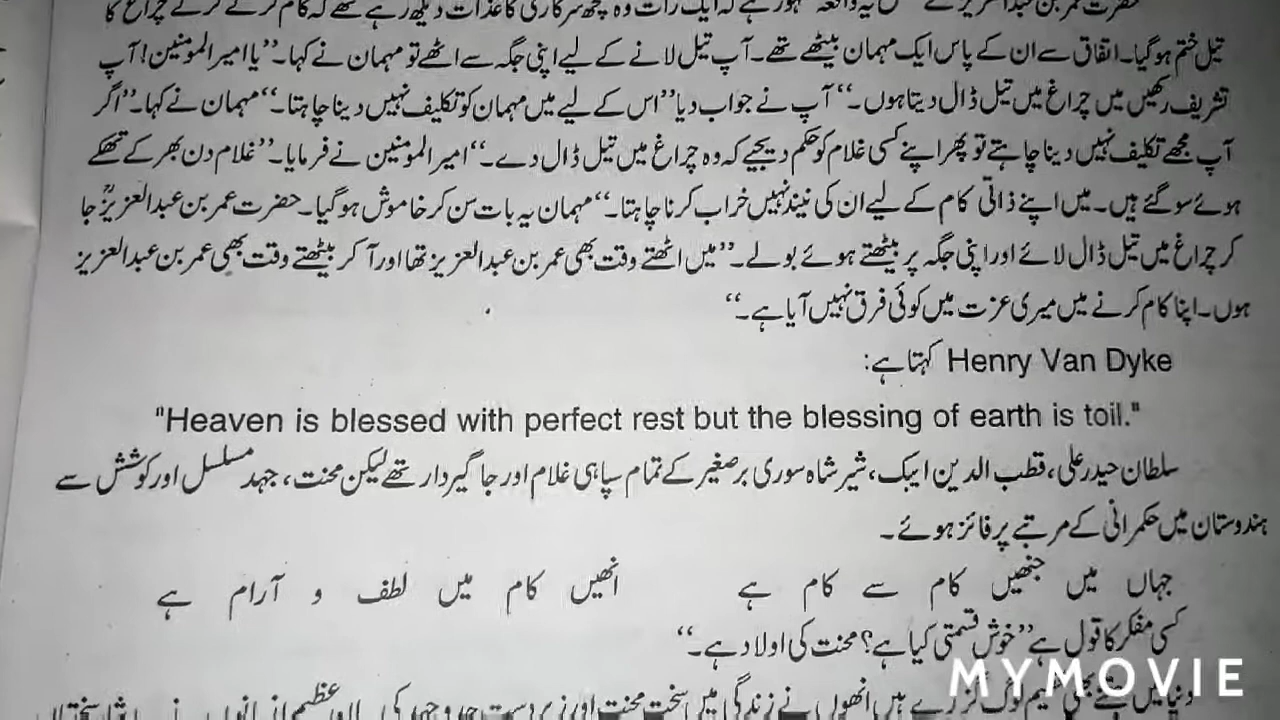 تیل ختم ہو گیا۔ اتفاق سے ان کے پاس ایک مہمان بیٹھے تھے۔ آپ تیل لانے کے لیے اپنی جگہ سے اٹھے تو مہمان نے کہا۔ ”یا امیر المومنین! آپ
تشریف رکھیں میں چراغ میں تیل ڈال دیتا ہوں۔“ آپ نے جواب دیا ”اس کے لیے میں مہمان کو تکلیف نہیں دینا چاہتا۔“ مہمان نے کہا۔ ”اگر
آپ مجھے تکلیف نہیں دینا چاہتے تو پھر اپنے کسی غلام کو حکم دیجیے کہ وہ چراغ میں تیل ڈال دے۔“ امیر المومنین نے فرمایا۔ ”غلام دن بھر کے تھکے
ہوئے سو گئے ہیں۔ میں اپنے ذاتی کام کے لیے ان کی نیند نہیں خراب کرنا چاہتا۔“ مہمان یہ بات سن کر خاموش ہو گیا۔ حضرت عمر بن عبدالعزیزؒ جا
کر چراغ میں تیل ڈال لائے اور اپنی جگہ پر بیٹھتے ہوئے بولے۔ ”میں اٹھتے وقت بھی عمر بن عبدالعزیز تھا اور آ کر بیٹھتے وقت بھی عمر بن عبدالعزیز
ہوں۔ اپنا کام کرنے میں میری عزت میں کوئی فرق نہیں آیا ہے۔“
Henry Van Dyke کہتا ہے:
"Heaven is blessed with perfect rest but the blessing of earth is toil."
سلطان حیدر علی، قطب الدین ایبک، شیر شاہ سوری برصغیر کے تمام سپاہی غلام اور جاگیردار تھے لیکن محنت، جہد مسلسل اور کوشش سے
ہندوستان میں حکمرانی کے مرتبے پر فائز ہوئے۔
جہاں میں جنھیں کام سے کام ہے انھیں کام میں لطف و آرام ہے
کسی مفکر کا قول ہے ”خوش قسمتی کیا ہے؟ محنت کی اولاد ہے۔“
MYMOVIE